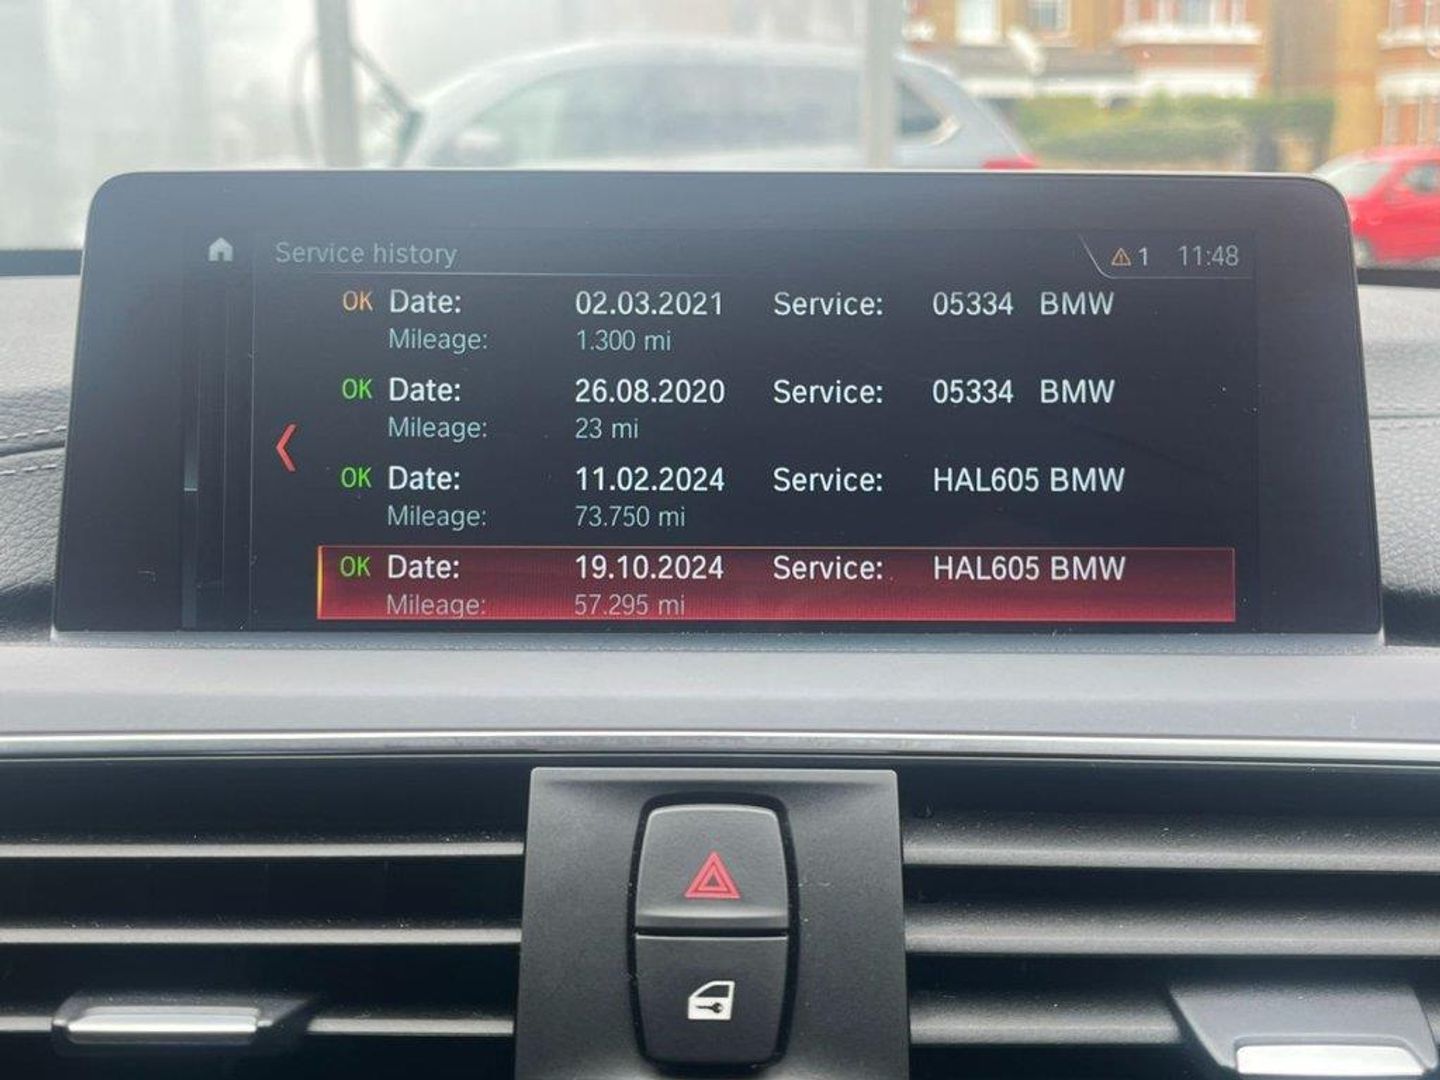 Service history 1 11:48
OK Date: 02.03.2021 Service: 05334 BMW
Mileage: 1.300 mi
OK Date: 26.08.2020 Service: 05334 BMW
Mileage: 23 mi
OK Date: 11.02.2024 Service: HAL605 BMW
Mileage: 73.750 mi
OK Date: 19.10.2024 Service: HAL605 BMW
Mileage: 57.295 mi